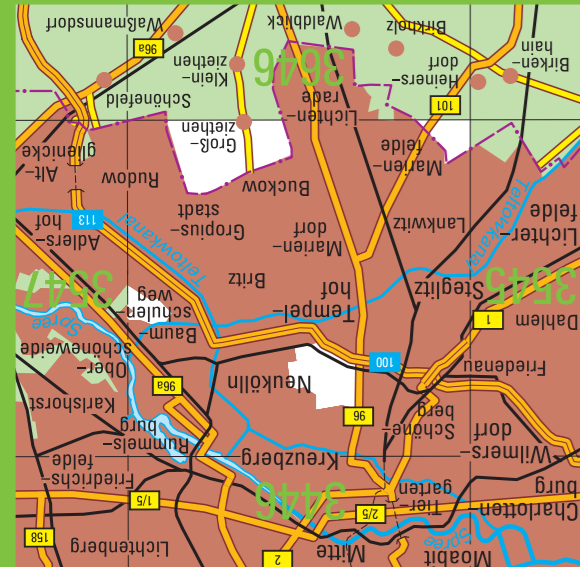 Moabit
Mitte
2
Lichtenberg
158
Spree
Charlotten
burg
Tier-
garten
2/5
3446
1/5
Friedrichs-
felde
Wilmers-
dorf
Schöne-
berg
Kreuzberg
96
Rummels-
burg
Karlshorst
96a
Friedenau
100
Neukölln
Ober-
schöneweide
Dahlem
1
Baum-
schulen
weg
Spree
3545
Steglitz
Tempel-
hof
Britz
3547
Lichter-
felde
Teltowkanal
Lankwitz
Marien-
dorf
Gropius-
stadt
Teltowkanal
Adlers-
hof
113
Marien-
felde
Buckow
Rudow
Alt-
glienicke
Lichten-
rade
Groß-
ziethen
101
Schönefeld
Birken-
hain
Heiners-
dorf
3646
Klein-
ziethen
96a
Birkholz
Waldblick
Waßmannsdorf